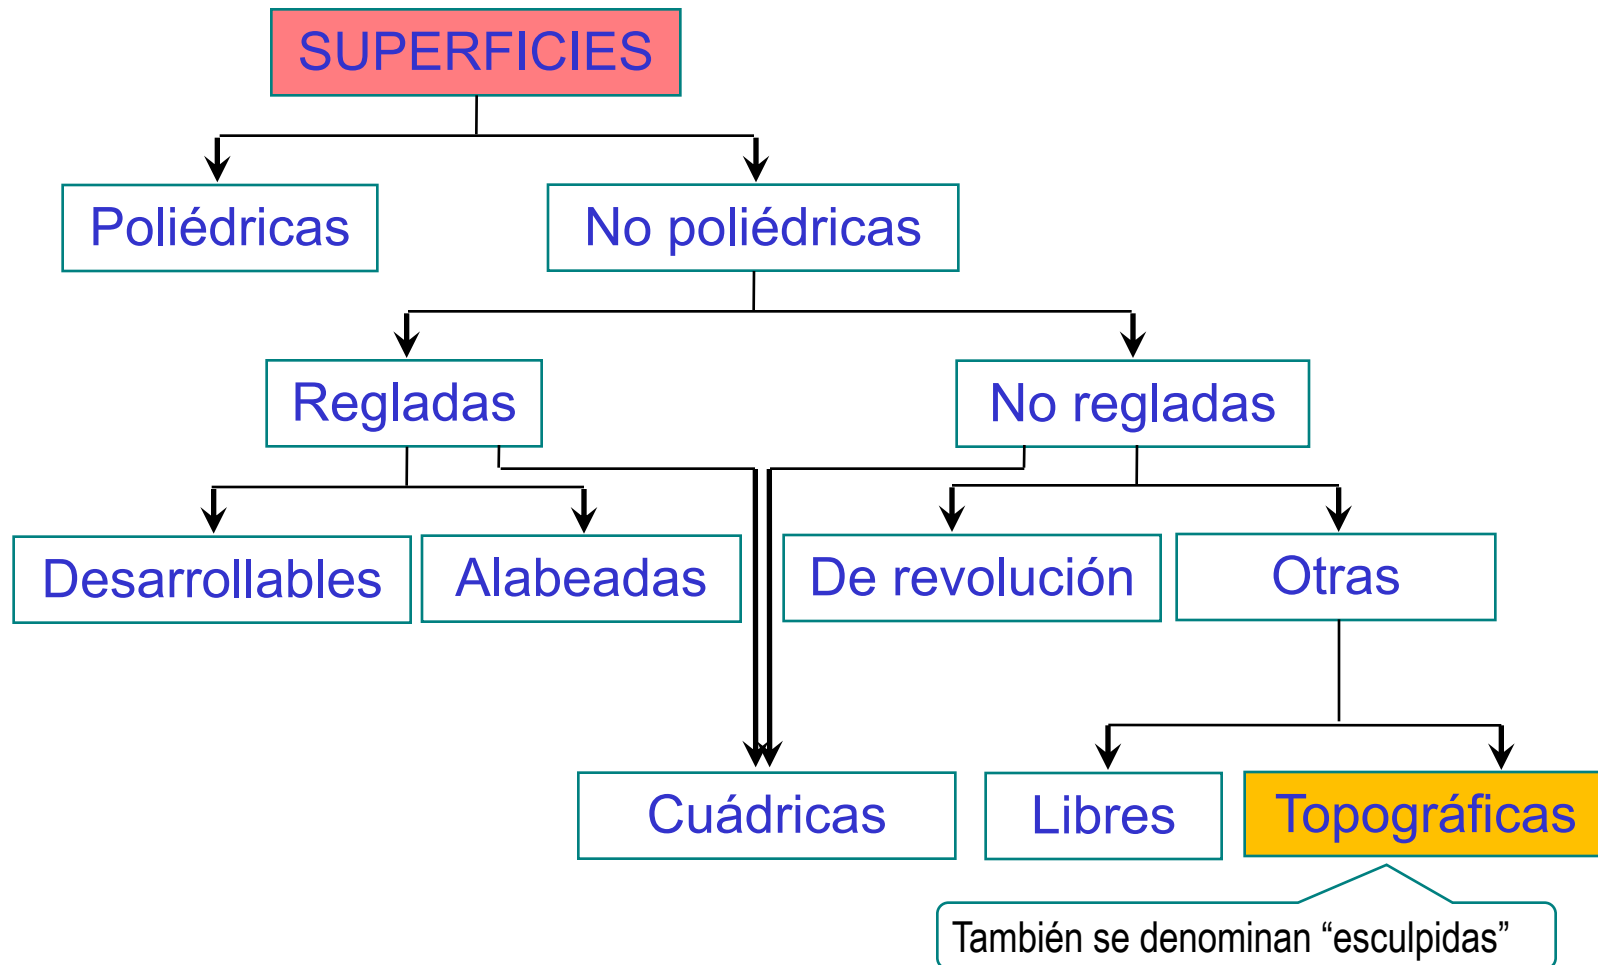 SUPERFICIES
Poliédricas
No poliédricas
Regladas
No regladas
Desarrollables
Alabeadas
De revolución
Otras
Cuádricas
Libres
Topográficas
También se denominan “esculpidas”